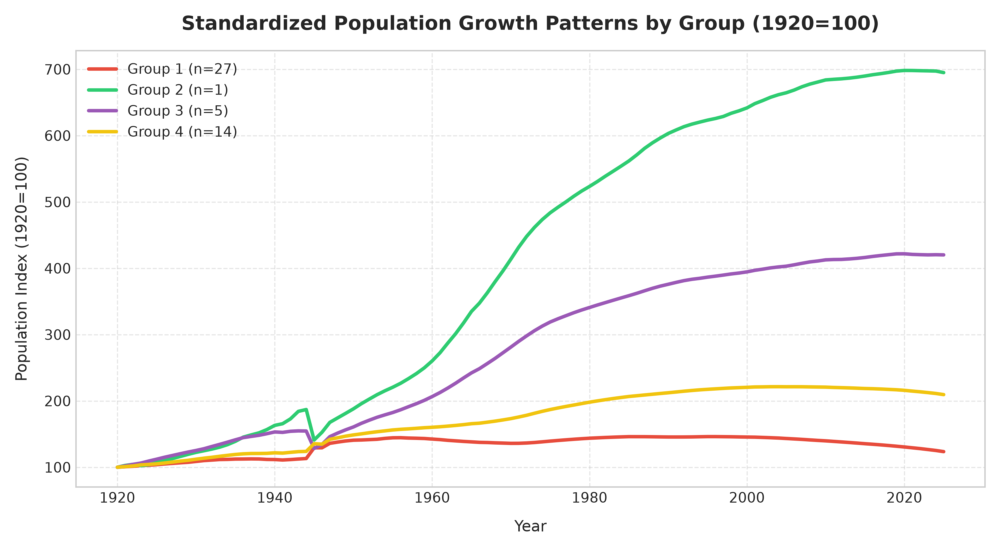 Standardized Population Growth Patterns by Group (1920=100)
Group 1 (n=27)
Group 2 (n=1)
Group 3 (n=5)
Group 4 (n=14)
Population Index (1920=100)
700
600
500
400
300
200
100
1920 1940 1960 1980 2000 2020
Year